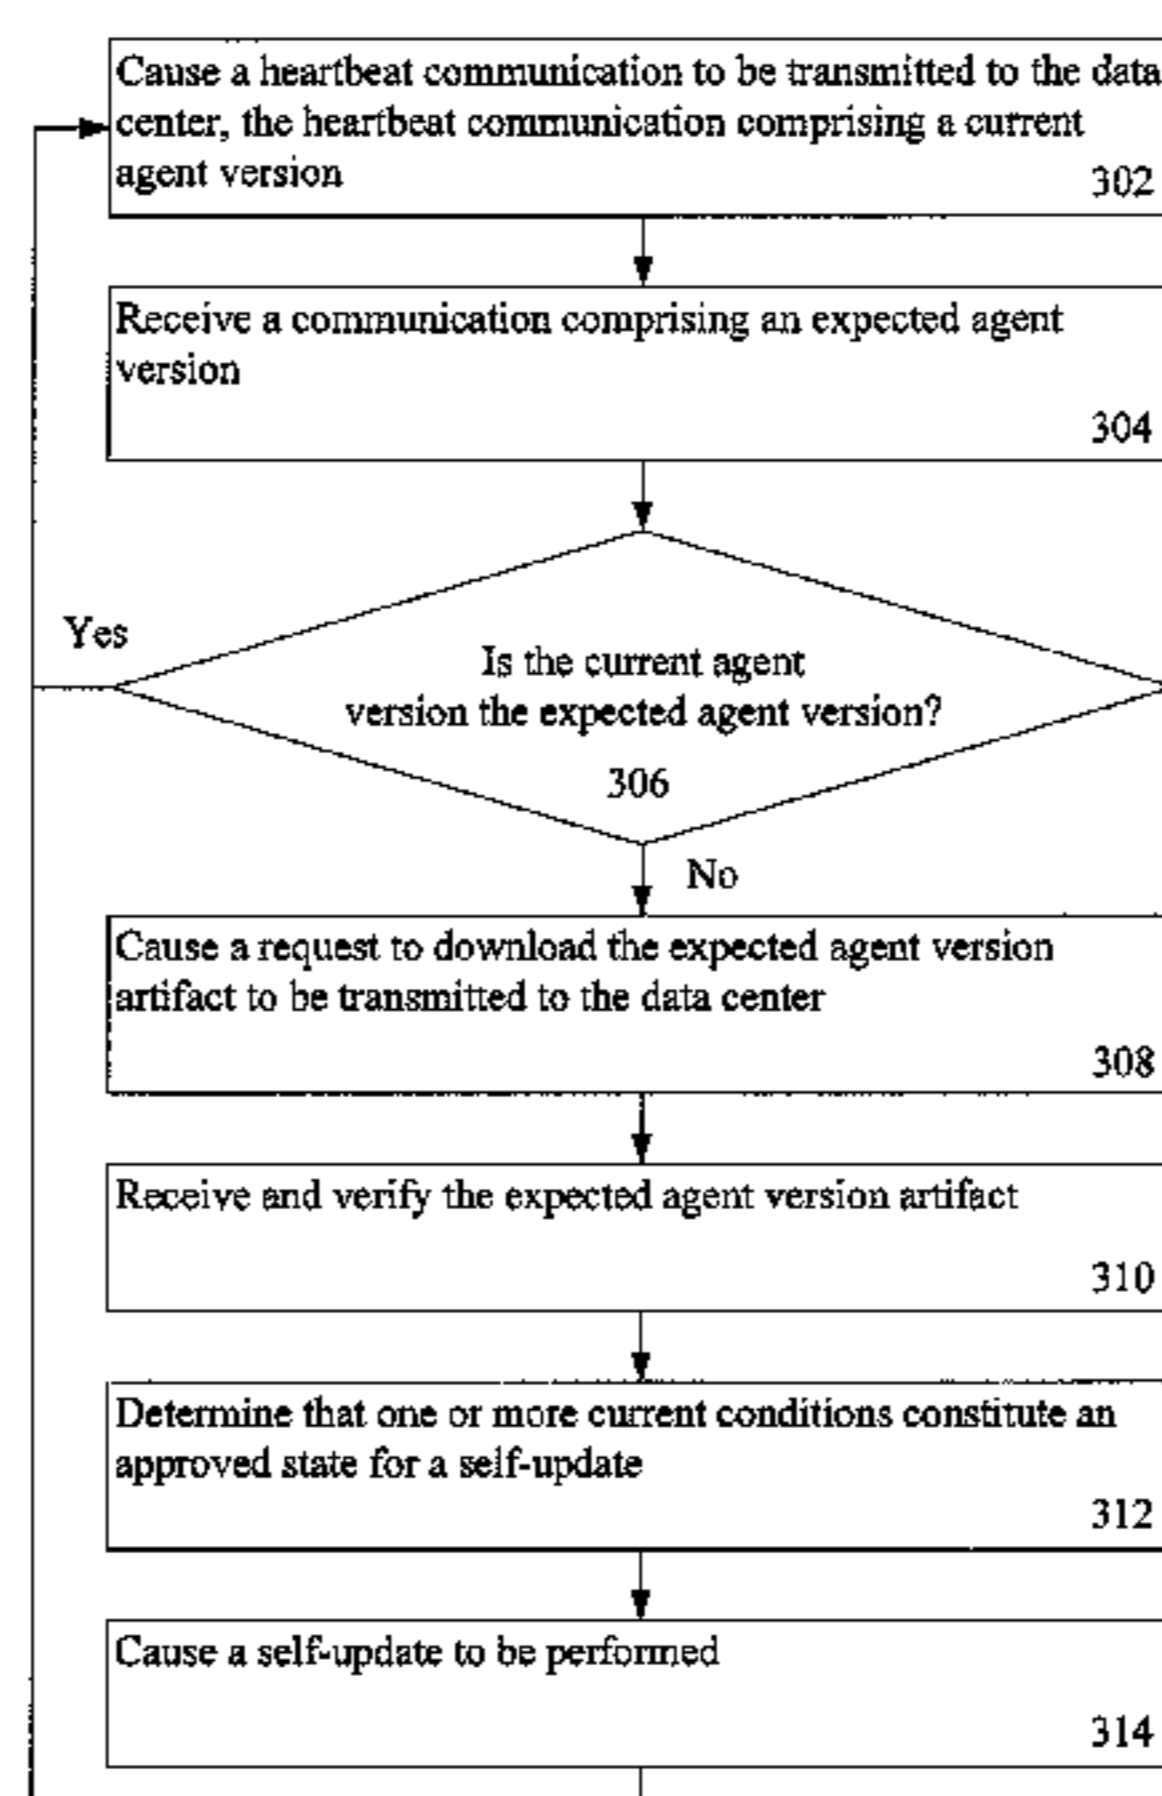 Cause a heartbeat communication to be transmitted to the data
center, the heartbeat communication comprising a current
agent version
302
Receive a communication comprising an expected agent
version
304
Yes
Is the current agent
version the expected agent version?
306
No
Cause a request to download the expected agent version
artifact to be transmitted to the data center
308
Receive and verify the expected agent version artifact
310
Determine that one or more current conditions constitute an
approved state for a self-update
312
Cause a self-update to be performed
314